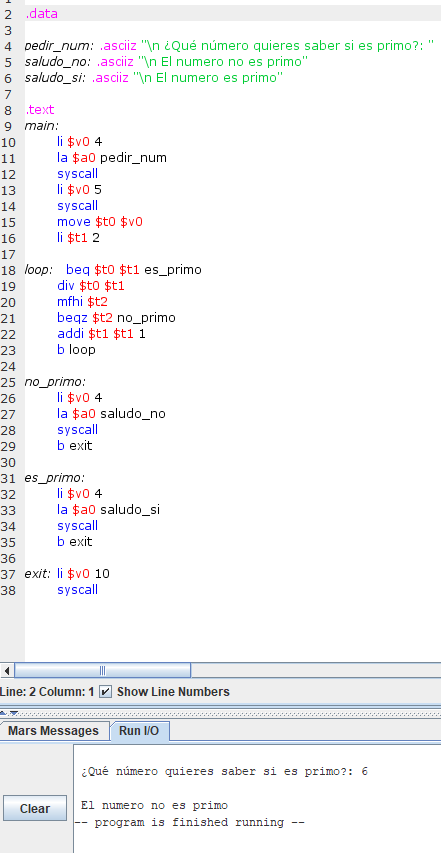 1
2 .data
3
4 pedir_num: .asciiz "\n ¿Qué número quieres saber si es primo?: "
5 saludo_no: .asciiz "\n El numero no es primo"
6 saludo_si: .asciiz "\n El numero es primo"
7
8 .text
9 main:
10 li $v0 4
11 la $a0 pedir_num
12 syscall
13 li $v0 5
14 syscall
15 move $t0 $v0
16 li $t1 2
17
18 loop: beq $t0 $t1 es_primo
19 div $t0 $t1
20 mfhi $t2
21 beqz $t2 no_primo
22 addi $t1 $t1 1
23 b loop
24
25 no_primo:
26 li $v0 4
27 la $a0 saludo_no
28 syscall
29 b exit
30
31 es_primo:
32 li $v0 4
33 la $a0 saludo_si
34 syscall
35 b exit
36
37 exit: li $v0 10
38 syscall
Line: 2 Column: 1 Show Line Numbers
Mars Messages Run I/O
¿Qué número quieres saber si es primo?: 6
El numero no es primo
-- program is finished running --
Clear